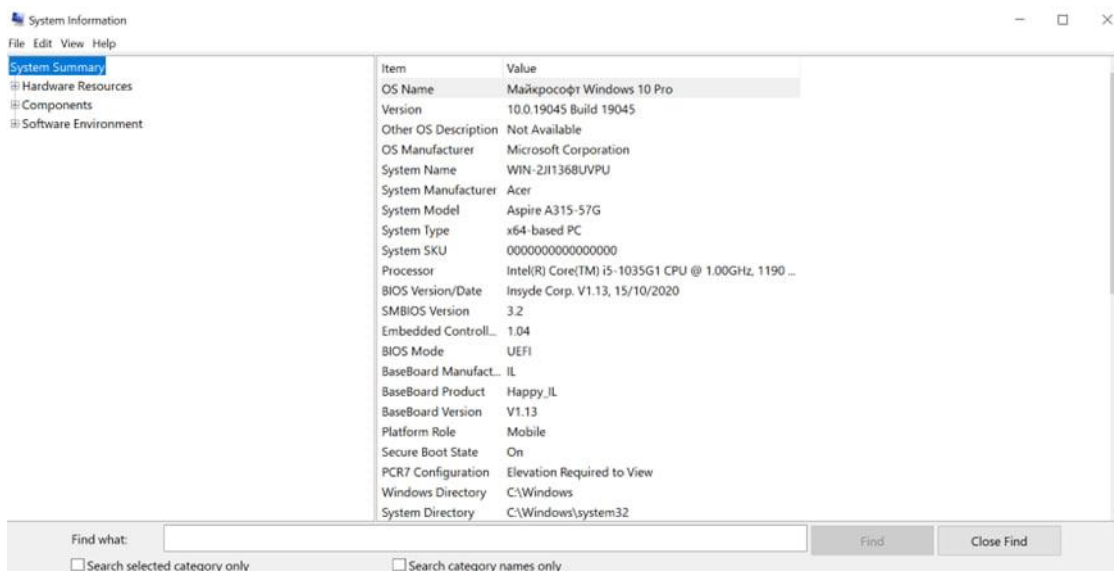 System Information
File Edit View Help
System Summary
Hardware Resources
Components
Software Environment
Item Value
OS Name Майкрософт Windows 10 Pro
Version 10.0.19045 Build 19045
Other OS Description Not Available
OS Manufacturer Microsoft Corporation
System Name WIN-2JI1368UVPU
System Manufacturer Acer
System Model Aspire A315-57G
System Type x64-based PC
System SKU 0000000000000000
Processor Intel(R) Core(TM) i5-1035G1 CPU @ 1.00GHz, 1190 ...
BIOS Version/Date Insyde Corp. V1.13, 15/10/2020
SMBIOS Version 3.2
Embedded Controll... 1.04
BIOS Mode UEFI
BaseBoard Manufact... IL
BaseBoard Product Happy_IL
BaseBoard Version V1.13
Platform Role Mobile
Secure Boot State On
PCR7 Configuration Elevation Required to View
Windows Directory C:\Windows
System Directory C:\Windows\system32
Find what: Find Close Find
Search selected category only Search category names only